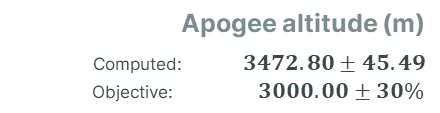 Apogee altitude (m)
Computed: 3472.80 ± 45.49
Objective: 3000.00 ± 30%